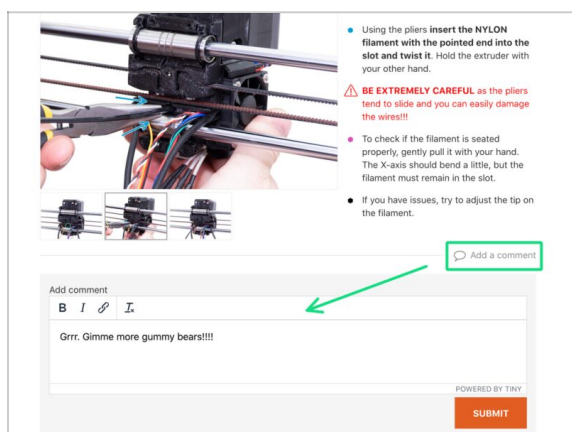 Using the pliers insert the NYLON
filament with the pointed end into the
slot and twist it. Hold the extruder with
your other hand.
BE EXTREMELY CAREFUL as the pliers
tend to slide and you can easily damage
the wires!!!
To check if the filament is seated
properly, gently pull it with your hand.
The X-axis should bend a little, but the
filament must remain in the slot.
If you have issues, try to adjust the tip on
the filament.
Add a comment
Add comment
B I
Grrr. Gimme more gummy bears!!!!
POWERED BY TINY
SUBMIT